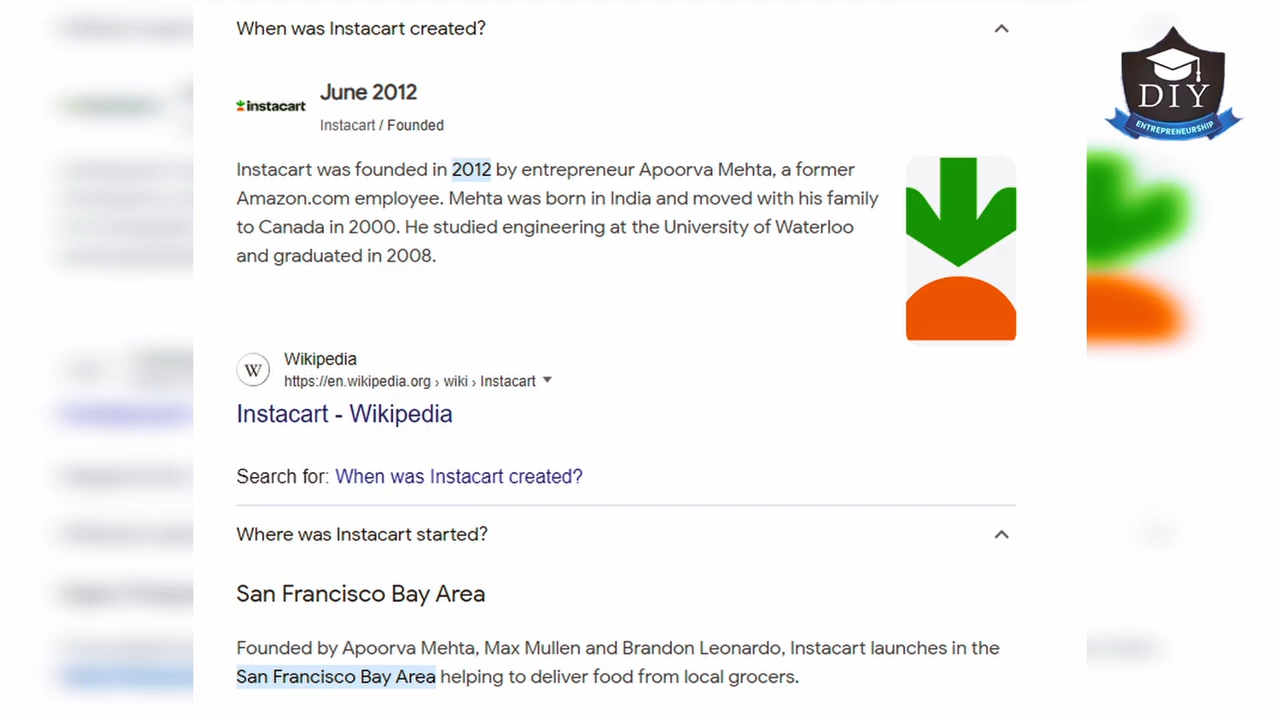 When was Instacart created?
instacart
June 2012
Instacart / Founded
Instacart was founded in 2012 by entrepreneur Apoorva Mehta, a former
Amazon.com employee. Mehta was born in India and moved with his family
to Canada in 2000. He studied engineering at the University of Waterloo
and graduated in 2008.
W
Wikipedia
https://en.wikipedia.org › wiki › Instacart
Instacart - Wikipedia
Search for: When was Instacart created?
Where was Instacart started?
San Francisco Bay Area
Founded by Apoorva Mehta, Max Mullen and Brandon Leonardo, Instacart launches in the
San Francisco Bay Area helping to deliver food from local grocers.
DIY
ENTREPRENEURSHIP